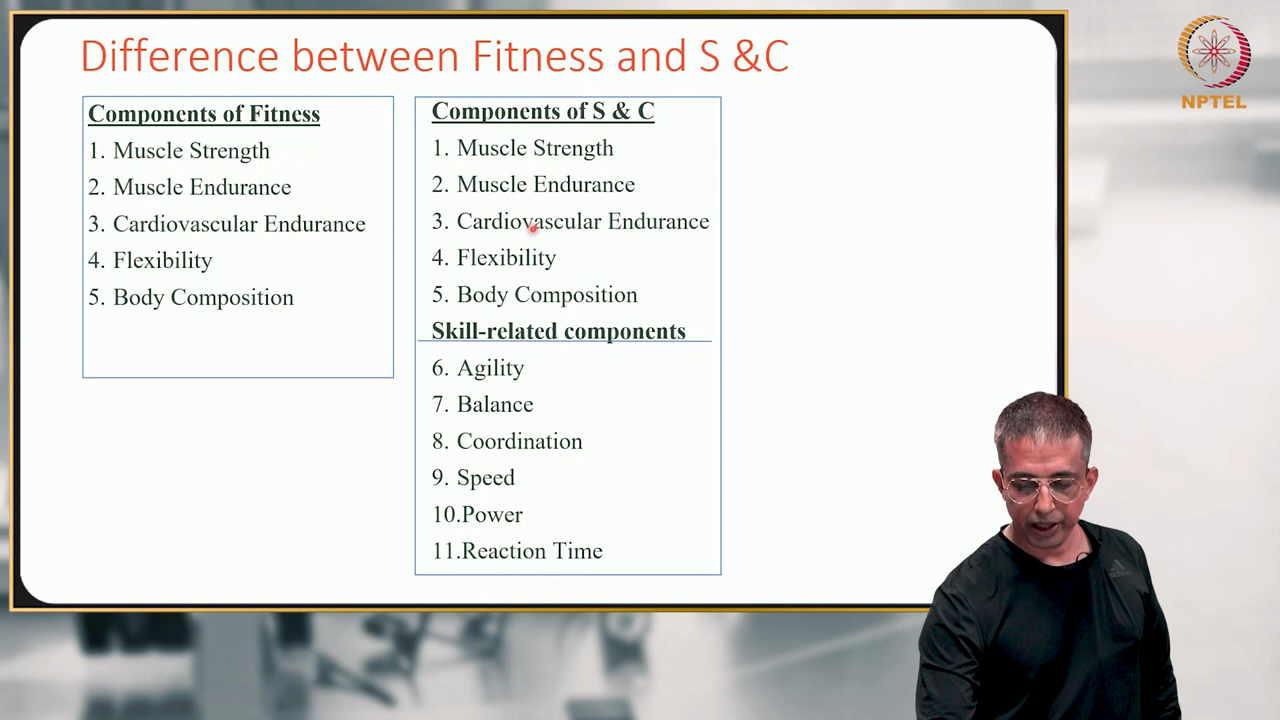 Difference between Fitness and S &C
Components of Fitness
1. Muscle Strength
2. Muscle Endurance
3. Cardiovascular Endurance
4. Flexibility
5. Body Composition
Components of S & C
1. Muscle Strength
2. Muscle Endurance
3. Cardiovascular Endurance
4. Flexibility
5. Body Composition
Skill-related components
6. Agility
7. Balance
8. Coordination
9. Speed
10.Power
11.Reaction Time
NPTEL